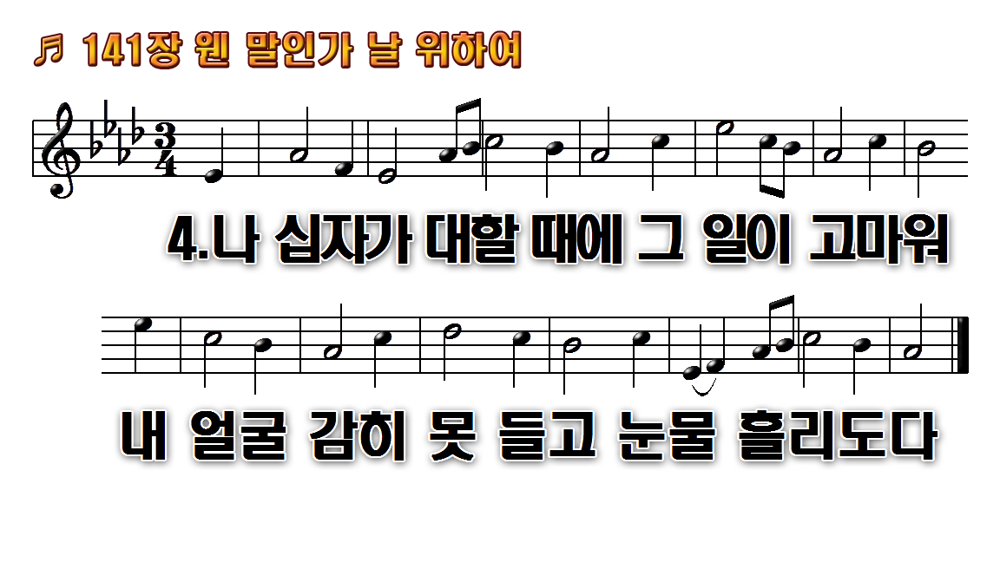 ♬ 141장 웬 말인가 날 위하여
3
4
4.나 십자가 대할 때에 그 일이 고마워
내 얼굴 감히 못 들고 눈물 흘리도다